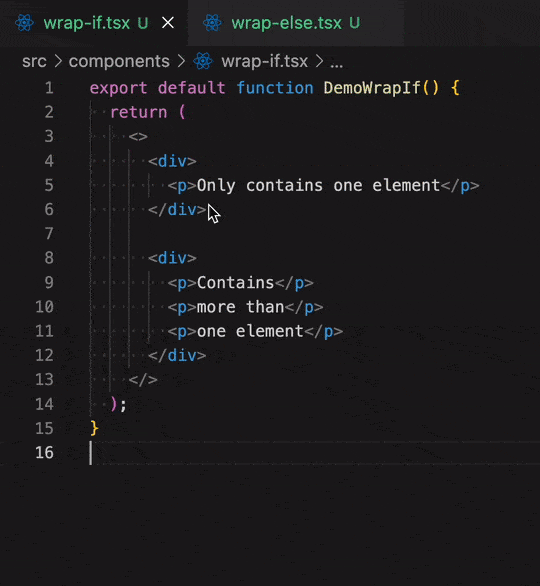 wrap-if.tsx U × wrap-else.tsx U
src > components > wrap-if.tsx > ...
1 export default function DemoWrapIf() {
2 return (
3 <>
4 <div>
5 <p>Only contains one element</p>
6 </div>
7
8 <div>
9 <p>Contains</p>
10 <p>more than</p>
11 <p>one element</p>
12 </div>
13 </>
14 );
15 }
16